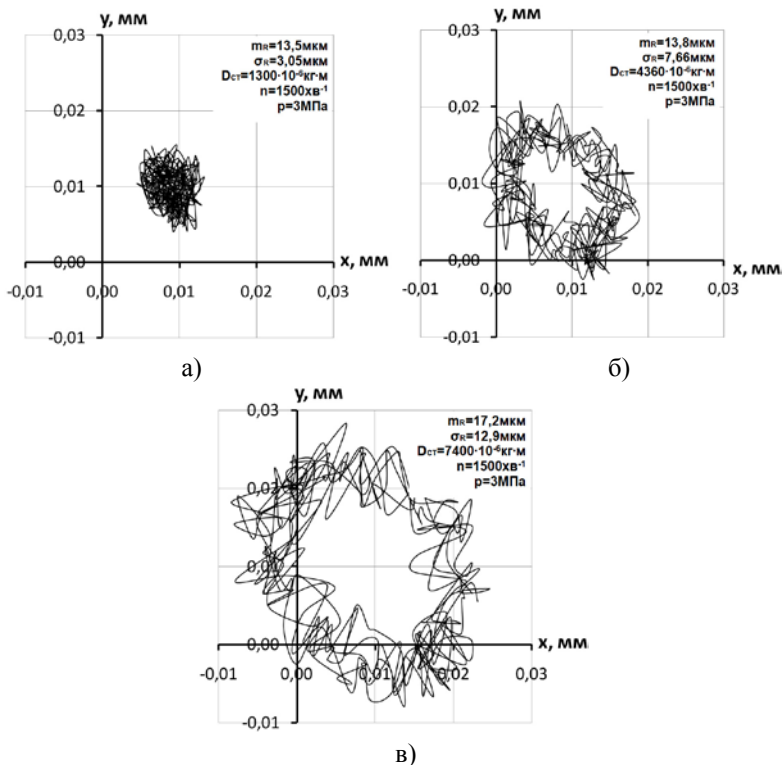 y, мм
0,03
0,02
0,01
0,00
-0,01
-0,01
0,00
0,01
0,02
0,03
x, мм
mR=13,5мкм
σR=3,05мкм
DСТ=1300·10⁻⁶кг·м
n=1500хв⁻¹
p=3МПа
а)
y, мм
0,03
0,02
0,01
0,00
-0,01
-0,01
0,00
0,01
0,02
0,03
x, мм
mR=13,8мкм
σR=7,66мкм
DСТ=4360·10⁻⁶кг·м
n=1500хв⁻¹
p=3МПа
б)
y, мм
0,03
0,02
0,01
0,00
-0,01
-0,01
0,00
0,01
0,02
0,03
x, мм
mR=17,2мкм
σR=12,9мкм
DСТ=7400·10⁻⁶кг·м
n=1500хв⁻¹
p=3МПа
в)